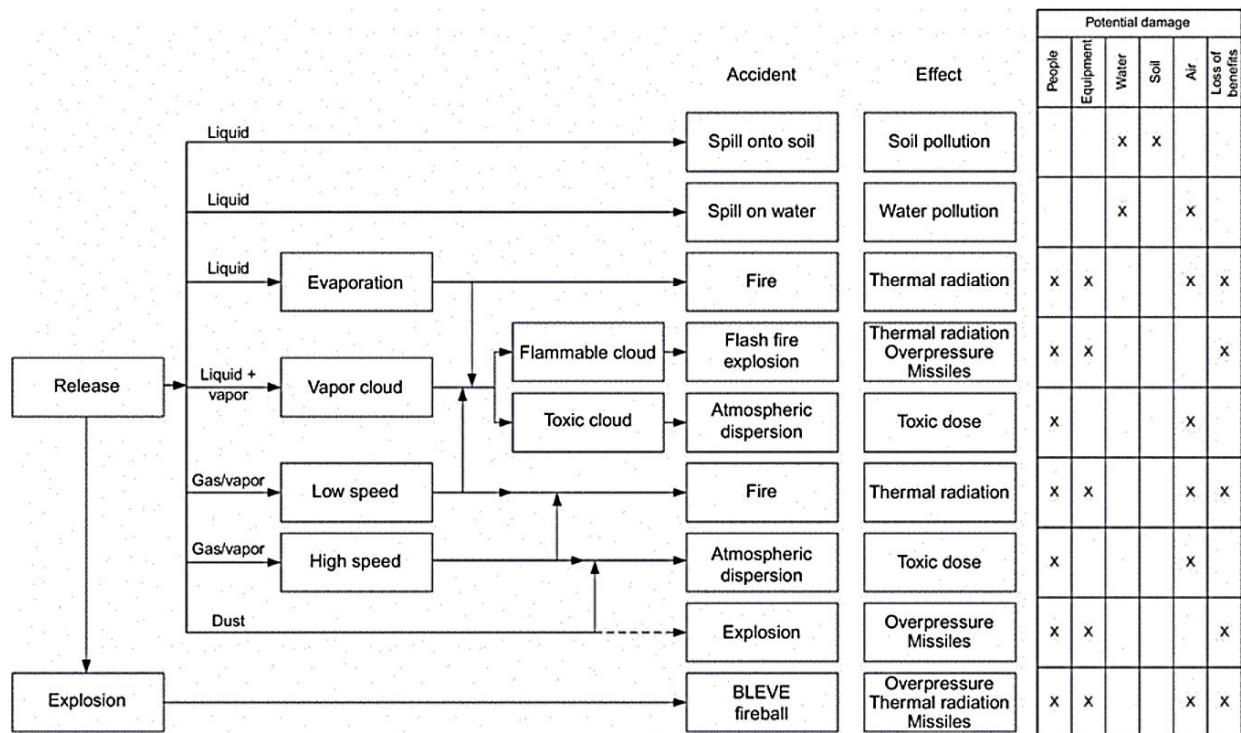 Potential damage
Accident
Effect
People
Equipment
Water
Soil
Air
Loss of
benefits
Liquid
Spill onto soil
Soil pollution
x
x
Liquid
Spill on water
Water pollution
x
x
Liquid
Evaporation
Fire
Thermal radiation
x
x
x
x
Flammable cloud
Flash fire
explosion
Thermal radiation
Overpressure
Missiles
x
x
x
Release
Liquid +
vapor
Vapor cloud
Toxic cloud
Atmospheric
dispersion
Toxic dose
x
x
Gas/vapor
Low speed
Fire
Thermal radiation
x
x
x
x
Gas/vapor
High speed
Atmospheric
dispersion
Toxic dose
x
x
Dust
Explosion
Overpressure
Missiles
x
x
x
Explosion
BLEVE
fireball
Overpressure
Thermal radiation
Missiles
x
x
x
x